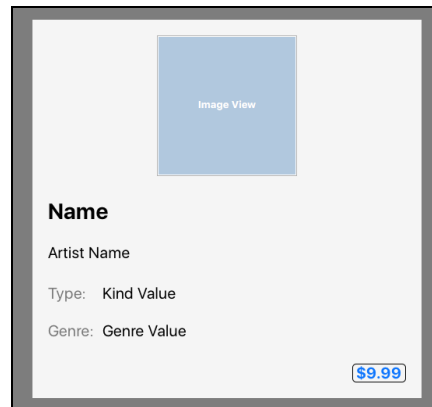 Image View
Name
Artist Name
Type: Kind Value
Genre: Genre Value
$9.99